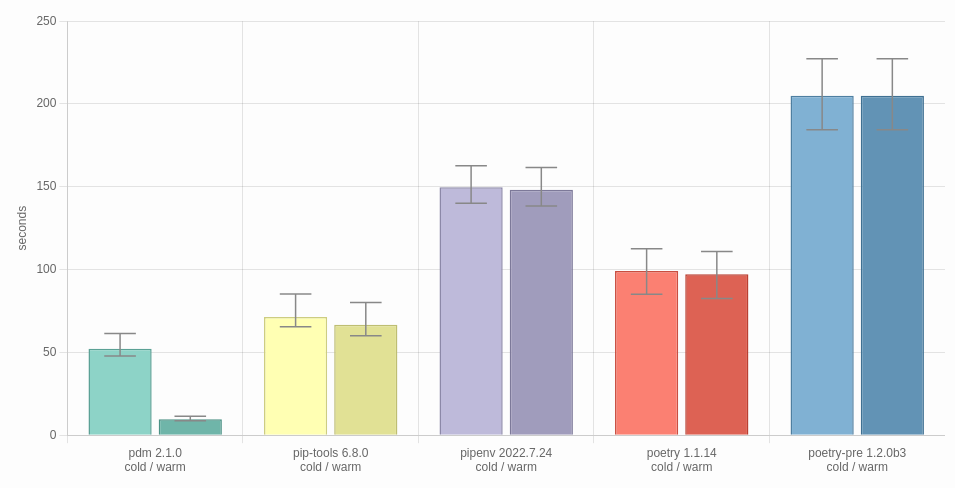 250
200
150
100
50
0
seconds
pdm 2.1.0
cold / warm
pip-tools 6.8.0
cold / warm
pipenv 2022.7.24
cold / warm
poetry 1.1.14
cold / warm
poetry-pre 1.2.0b3
cold / warm